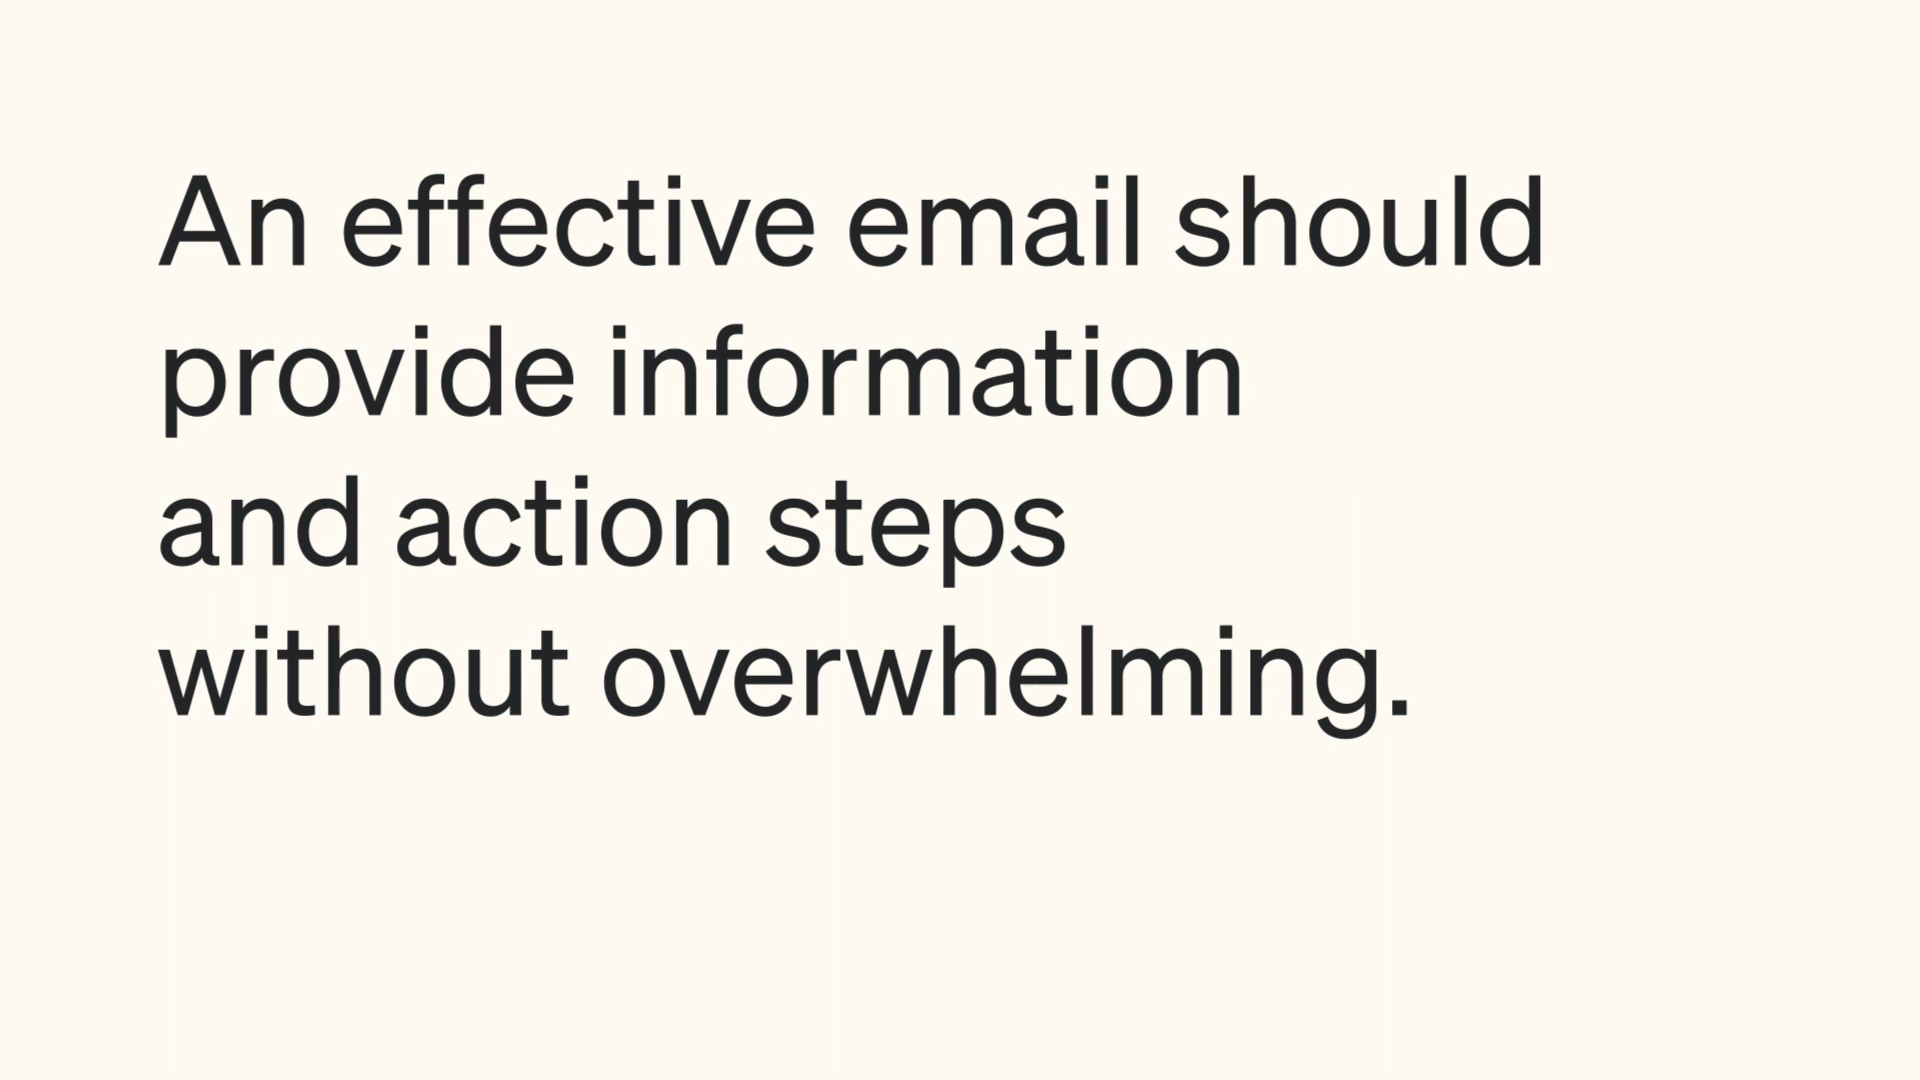 An effective email should
provide information
and action steps
without overwhelming.